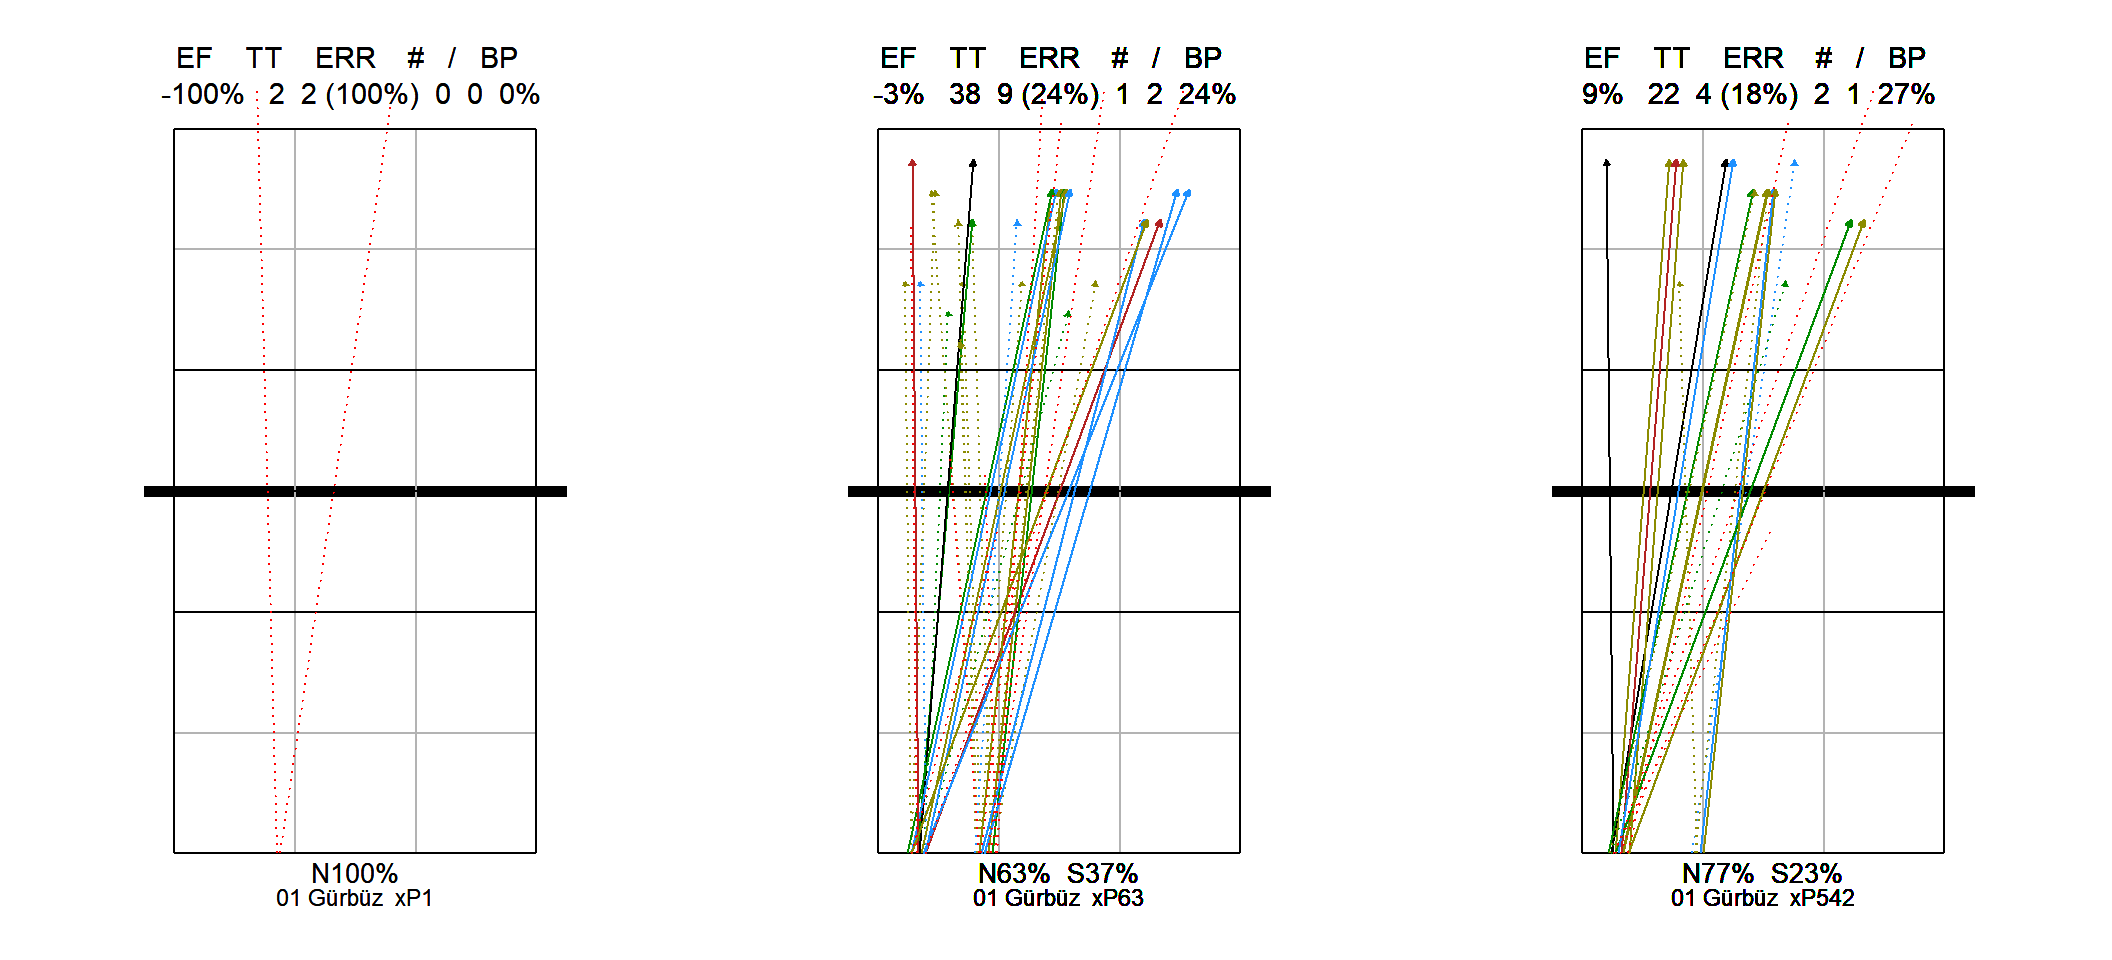 EF TT ERR # / BP
-100% 2 2 (100%) 0 0 0%
N100%
01 Gürbüz xP1
EF TT ERR # / BP
-3% 38 9 (24%) 1 2 24%
N63% S37%
01 Gürbüz xP63
EF TT ERR # / BP
9% 22 4 (18%) 2 1 27%
N77% S23%
01 Gürbüz xP542